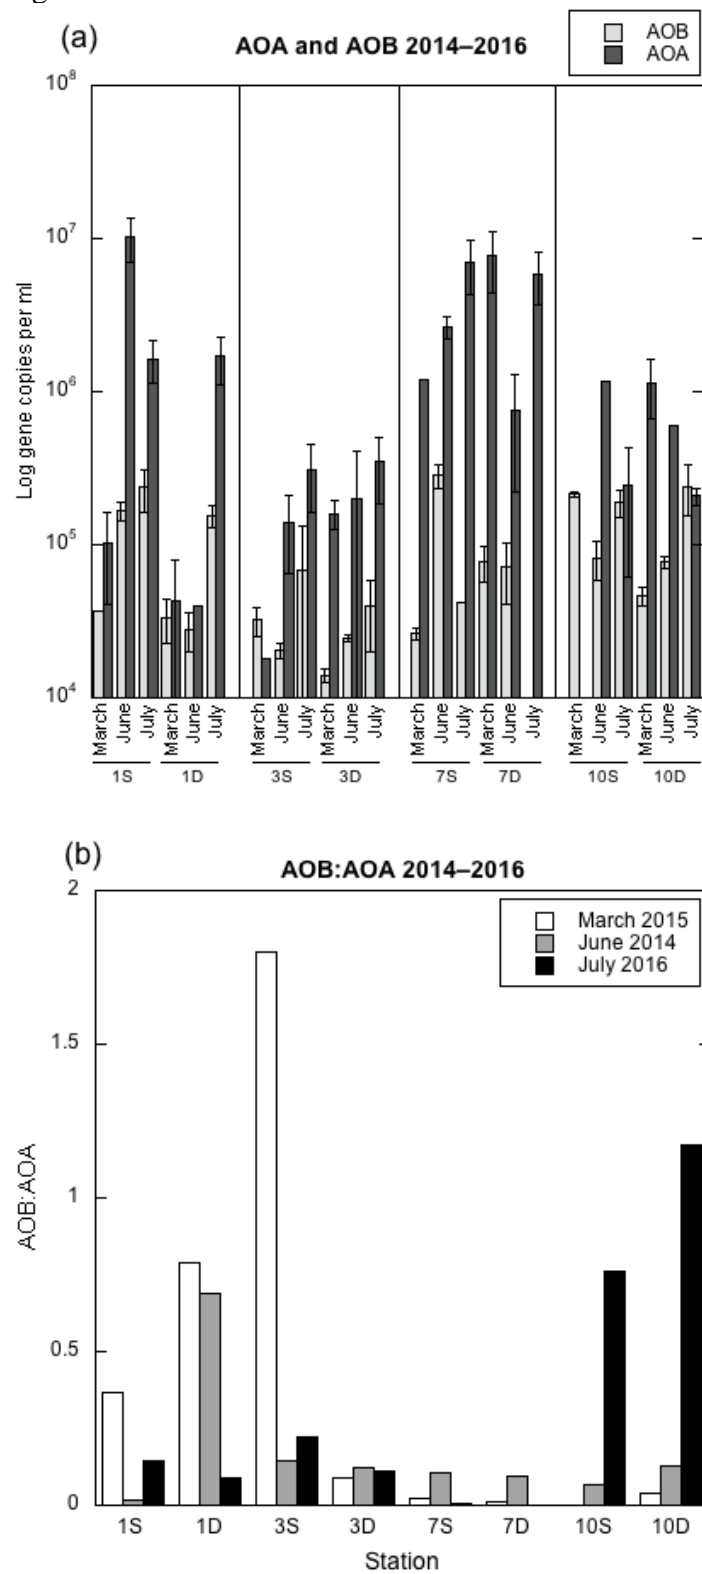 (a)
AOA and AOB 2014–2016
AOB
AOA
10⁸
10⁷
10⁶
10⁵
10⁴
Log gene copies per ml
March June July March June July March June July March June July March June July March June July March June July March June July
1S 1D 3S 3D 7S 7D 10S 10D
(b)
AOB:AOA 2014–2016
March 2015
June 2014
July 2016
2
1.5
1
0.5
0
AOB:AOA
1S 1D 3S 3D 7S 7D 10S 10D
Station